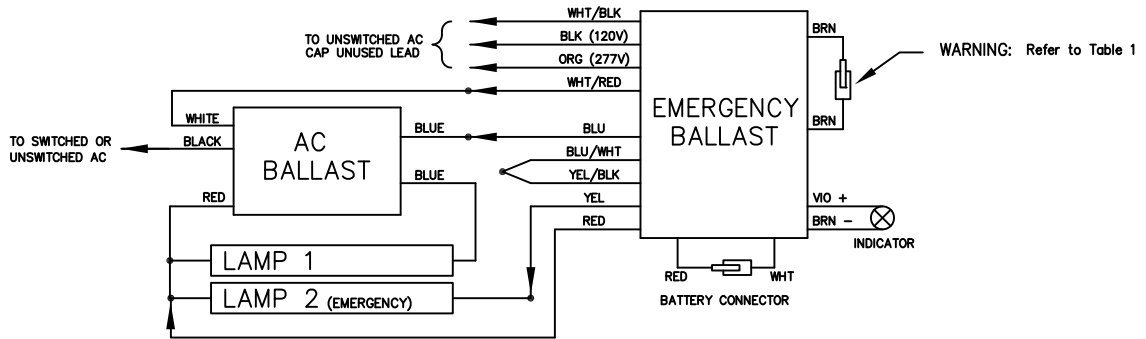 WHT/BLK
TO UNSWITCHED AC
CAP UNUSED LEAD
BLK (120V)
ORG (277V)
WHT/RED
BRN
WARNING: Refer to Table 1
EMERGENCY
BALLAST
BRN
WHITE
TO SWITCHED OR
UNSWITCHED AC
BLACK
AC
BALLAST
BLUE
BLU
BLUE
BLU/WHT
YEL/BLK
RED
YEL
RED
VIO +
BRN -
INDICATOR
LAMP 1
LAMP 2 (EMERGENCY)
RED
WHT
BATTERY CONNECTOR